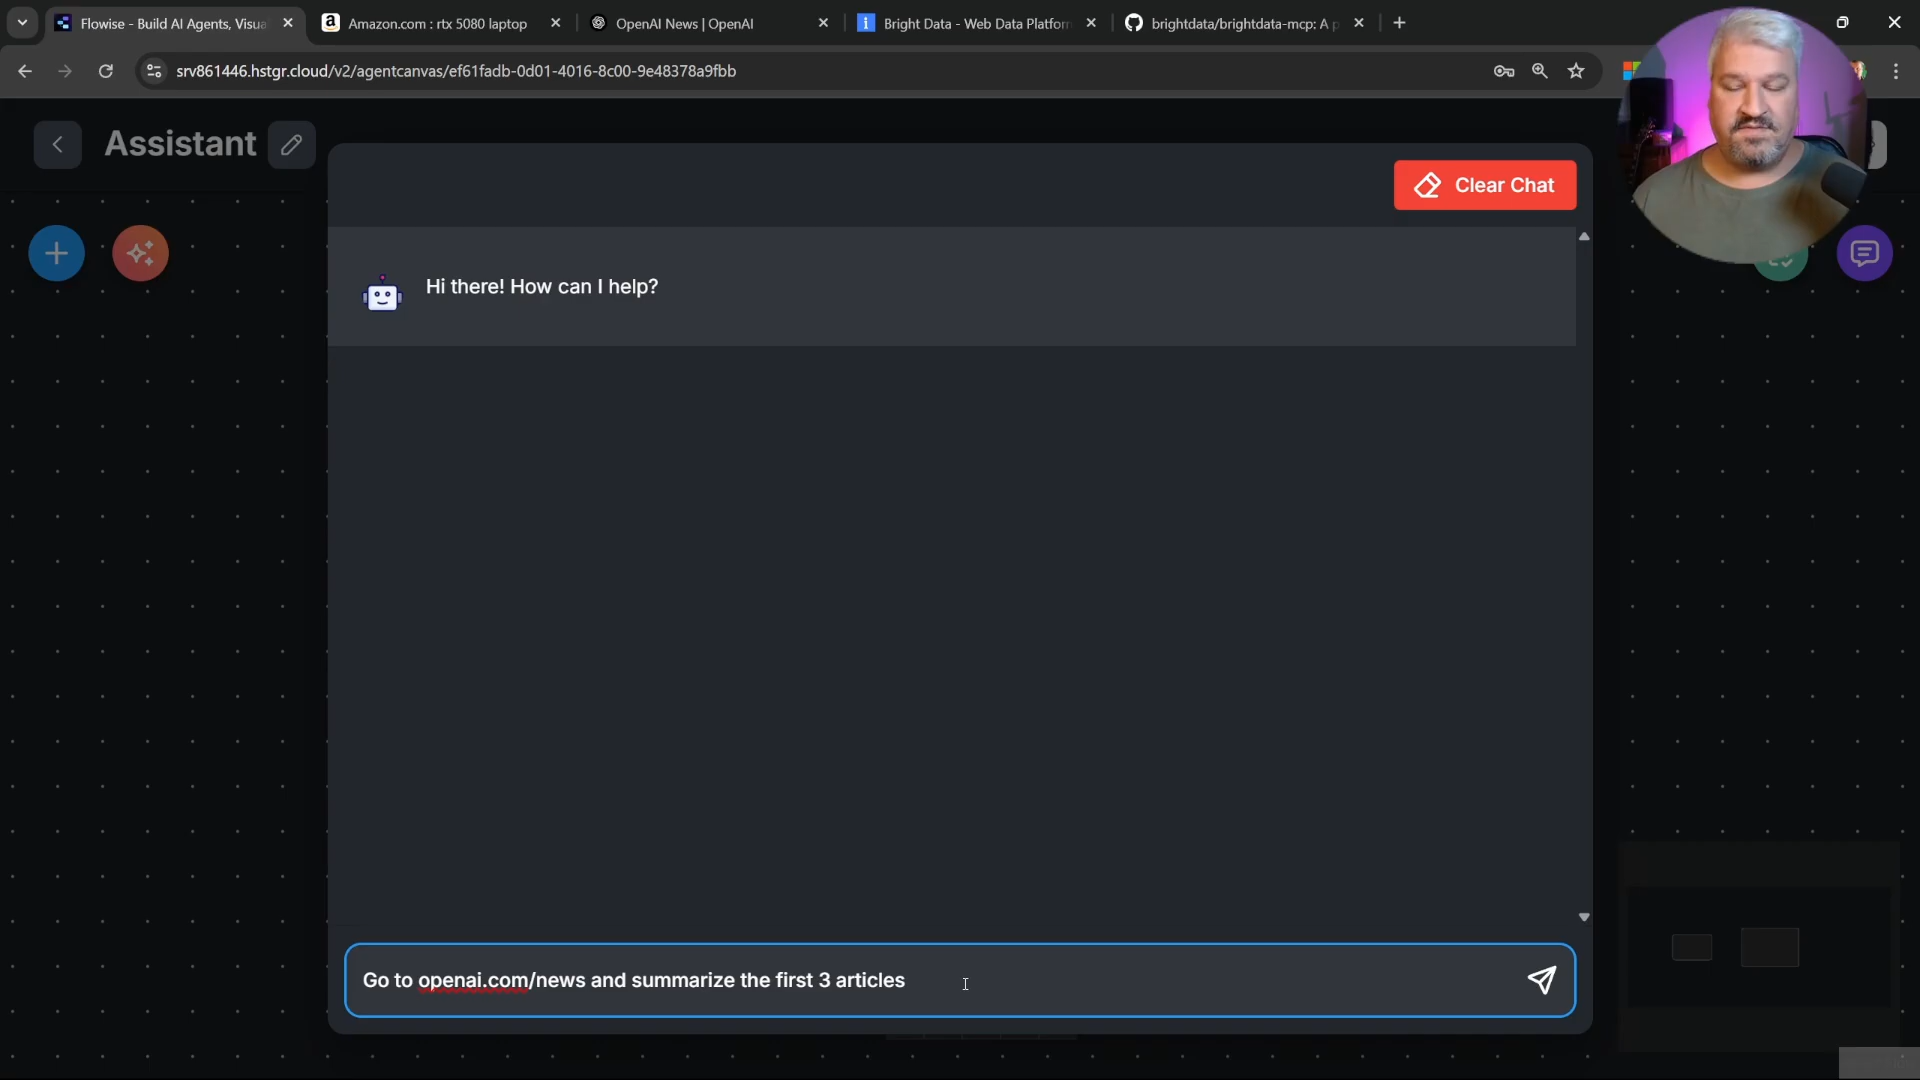 Flowise - Build AI Agents, Visua
Amazon.com : rtx 5080 laptop
OpenAI News | OpenAI
Bright Data - Web Data Platfor
brightdata/brightdata-mcp: A p
srv861446.hstgr.cloud/v2/agentcanvas/ef61fadb-0d01-4016-8c00-9e48378a9fbb
Assistant
Clear Chat
Hi there! How can I help?
Go to openai.com/news and summarize the first 3 articles